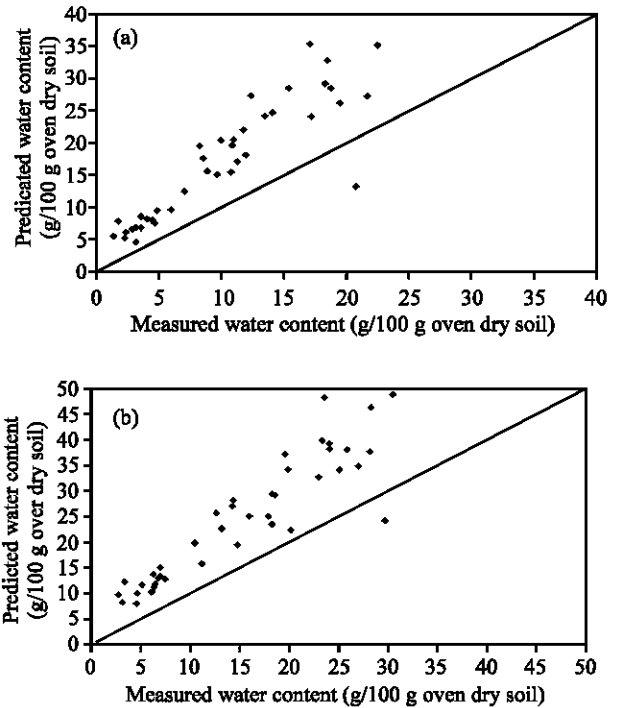 (a)
Predicated water content
(g/100 g oven dry soil)
40
35
30
25
20
15
10
5
0
0 5 10 15 20 25 30 35 40
Measured water content (g/100 g oven dry soil)
(b)
Predicted water content
(g/100 g over dry soil)
50
45
40
35
30
25
20
15
10
5
0
0 5 10 15 20 25 30 35 40 45 50
Measured water content (g/100 g oven dry soil)